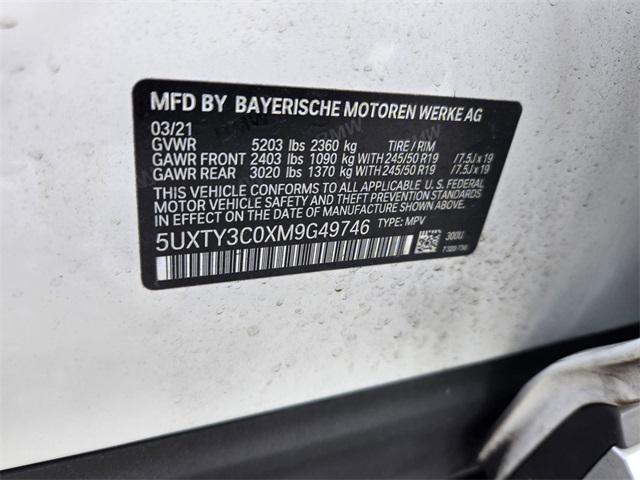 MFD BY BAYERISCHE MOTOREN WERKE AG
03/21
GVWR 5203 lbs 2360 kg TIRE / RIM
GAWR FRONT 2403 lbs 1090 kg WITH 245/50 R19 /7.5J x 19
GAWR REAR 3020 lbs 1370 kg WITH 245/50 R19 /7.5J x 19
THIS VEHICLE CONFORMS TO ALL APPLICABLE U. S. FEDERAL
MOTOR VEHICLE SAFETY AND THEFT PREVENTION STANDARDS
IN EFFECT ON THE DATE OF MANUFACTURE SHOWN ABOVE.
5UXTY3C0XM9G49746 TYPE: MPV
300U